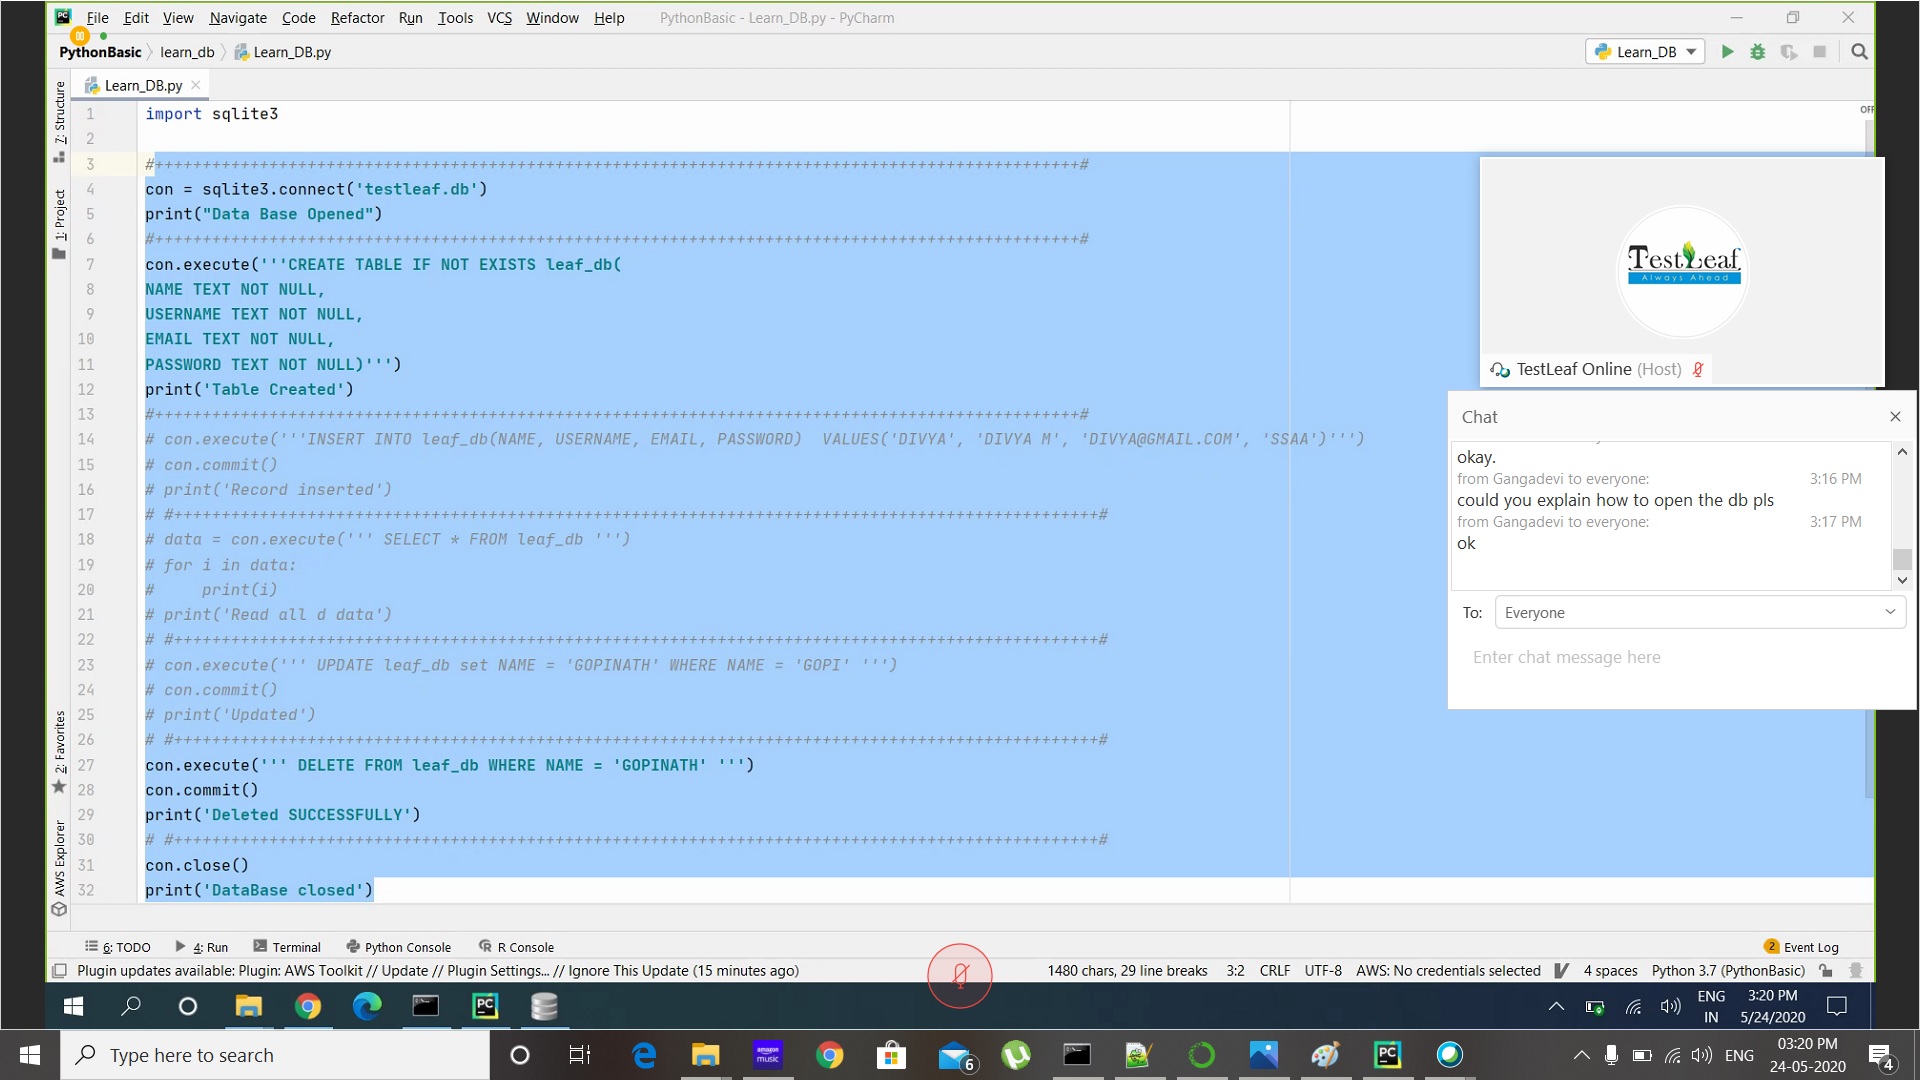 File Edit View Navigate Code Refactor Run Tools VCS Window Help PythonBasic - Learn_DB.py - PyCharm
PythonBasic learn_db Learn_DB.py Learn_DB
Learn_DB.py
7: Structure
1: Project
2: Favorites
AWS Explorer
1 import sqlite3
2
3 #++++++++++++++++++++++++++++++++++++++++++++++++++++++++++++++++++++++++++++++++++++++++++++++++++#
4 con = sqlite3.connect('testleaf.db')
5 print("Data Base Opened")
6 #++++++++++++++++++++++++++++++++++++++++++++++++++++++++++++++++++++++++++++++++++++++++++++++++++#
7 con.execute('''CREATE TABLE IF NOT EXISTS leaf_db(
8 NAME TEXT NOT NULL,
9 USERNAME TEXT NOT NULL,
10 EMAIL TEXT NOT NULL,
11 PASSWORD TEXT NOT NULL)''')
12 print('Table Created')
13 #++++++++++++++++++++++++++++++++++++++++++++++++++++++++++++++++++++++++++++++++++++++++++++++++++#
14 # con.execute('''INSERT INTO leaf_db(NAME, USERNAME, EMAIL, PASSWORD)  VALUES('DIVYA', 'DIVYA M', 'DIVYA@GMAIL.COM', 'SSAA')''')
15 # con.commit()
16 # print('Record inserted')
17 # #++++++++++++++++++++++++++++++++++++++++++++++++++++++++++++++++++++++++++++++++++++++++++++++++++#
18 # data = con.execute(''' SELECT * FROM leaf_db ''')
19 # for i in data:
20 #     print(i)
21 # print('Read all d data')
22 # #++++++++++++++++++++++++++++++++++++++++++++++++++++++++++++++++++++++++++++++++++++++++++++++++++#
23 # con.execute(''' UPDATE leaf_db set NAME = 'GOPINATH' WHERE NAME = 'GOPI' ''')
24 # con.commit()
25 # print('Updated')
26 # #++++++++++++++++++++++++++++++++++++++++++++++++++++++++++++++++++++++++++++++++++++++++++++++++++#
27 con.execute(''' DELETE FROM leaf_db WHERE NAME = 'GOPINATH' ''')
28 con.commit()
29 print('Deleted SUCCESSFULLY')
30 # #++++++++++++++++++++++++++++++++++++++++++++++++++++++++++++++++++++++++++++++++++++++++++++++++++#
31 con.close()
32 print('DataBase closed')
TestLeaf
Always Ahead
TestLeaf Online (Host)
Chat
okay.
from Gangadevi to everyone: 3:16 PM
could you explain how to open the db pls
from Gangadevi to everyone: 3:17 PM
ok
To: Everyone
Enter chat message here
6: TODO 4: Run Terminal Python Console R Console 2 Event Log
Plugin updates available: Plugin: AWS Toolkit // Update // Plugin Settings... // Ignore This Update (15 minutes ago) 1480 chars, 29 line breaks 3:2 CRLF UTF-8 AWS: No credentials selected 4 spaces Python 3.7 (PythonBasic)
ENG 3:20 PM
IN 5/24/2020
Type here to search amazon music 6 ENG 03:20 PM
24-05-2020 4